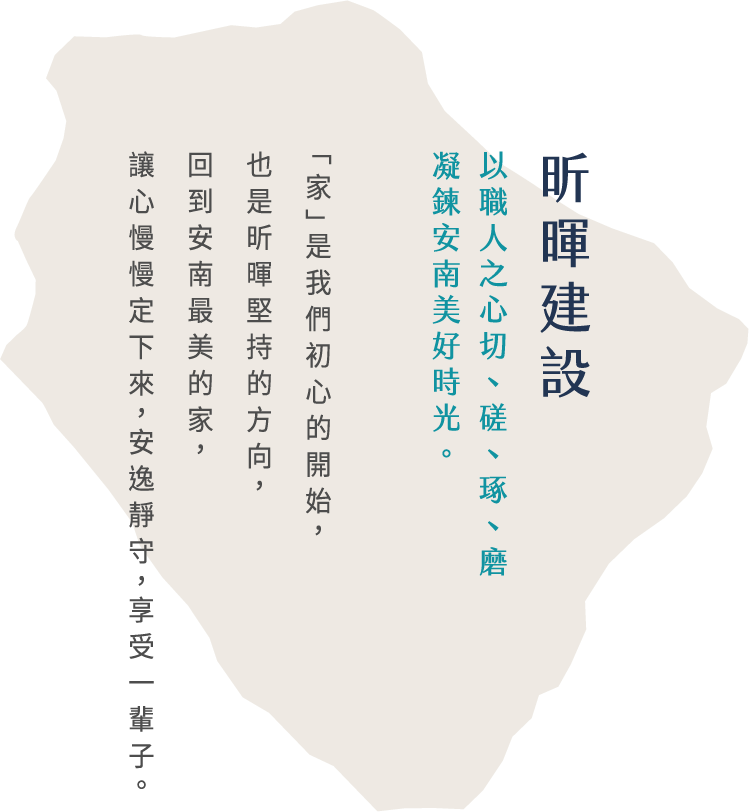 昕暉建設
以職人之心切、磋、琢、磨
凝鍊安南美好時光。
「家」是我們初心的開始，
也是昕暉堅持的方向，
回到安南最美的家，
讓心慢慢定下來，安逸靜守，享受一輩子。